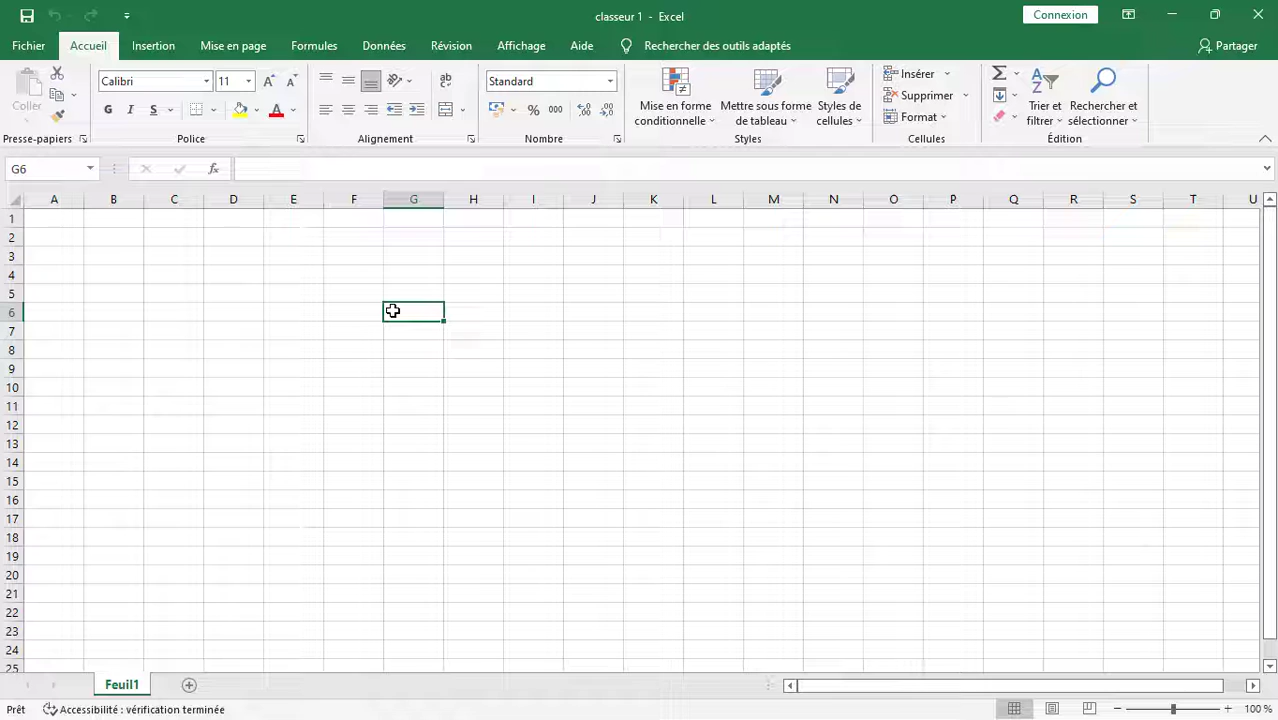 classeur 1 - Excel
Connexion
Fichier Accueil Insertion Mise en page Formules Données Révision Affichage Aide Rechercher des outils adaptés Partager
Coller
Calibri 11
G I S A
ab
Standard
% 000
Mise en forme conditionnelle
Mettre sous forme de tableau
Styles de cellules
Insérer
Supprimer
Format
Trier et filtrer
Rechercher et sélectionner
Presse-papiers Police Alignement Nombre Styles Cellules Édition
G6 fx
A B C D E F G H I J K L M N O P Q R S T U
1
2
3
4
5
6
7
8
9
10
11
12
13
14
15
16
17
18
19
20
21
22
23
24
25
Feuil1
Prêt Accessibilité : vérification terminée 100 %